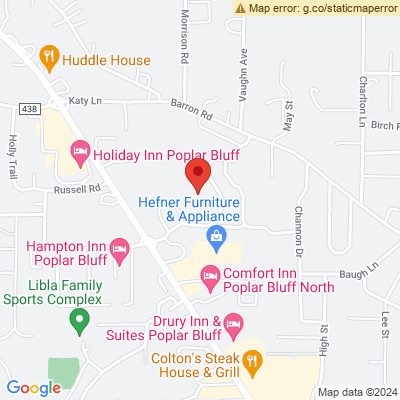 Map error: g.co/staticmaperror
Morrison Rd
Huddle House
Vaughn Ave
Charlton Ln
438
Katy Ln
Barron Rd
May St
Birch R
Holly Trail
Holiday Inn Poplar Bluff
Russell Rd
Hefner Furniture
& Appliance
Channon Dr
Hampton Inn
Poplar Bluff
Baugh Ln
Comfort Inn
Poplar Bluff North
Libla Family
Sports Complex
Drury Inn &
Suites Poplar Bluff
High St
Lee St
Colton's Steak
House & Grill
Google
Map data ©2024